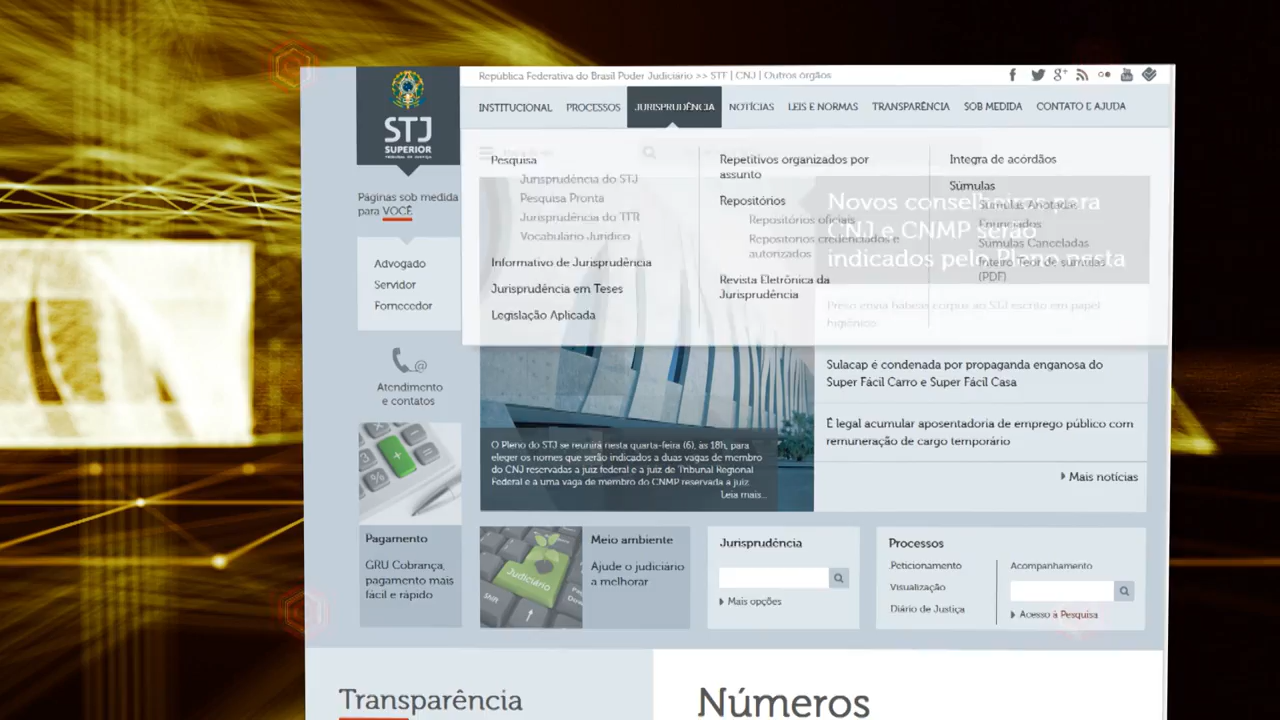 República Federativa do Brasil Poder Judiciário >> STF | CNJ | Outros órgãos
STJ
SUPERIOR
TRIBUNAL DE JUSTIÇA
INSTITUCIONAL
PROCESSOS
JURISPRUDÊNCIA
NOTÍCIAS
LEIS E NORMAS
TRANSPARÊNCIA
SOB MEDIDA
CONTATO E AJUDA
Páginas sob medida
para VOCÊ
Advogado
Servidor
Fornecedor
Atendimento
e contatos
Pesquisa
Jurisprudência do STJ
Pesquisa Pronta
Jurisprudência do TFR
Vocabulário Jurídico
Informativo de Jurisprudência
Jurisprudência em Teses
Legislação Aplicada
Repetitivos organizados por
assunto
Repositórios
Repositórios oficiais
Repositórios credenciados e
autorizados
Revista Eletrônica da
Jurisprudência
Íntegra de acórdãos
Súmulas
Súmulas Anotadas
Enunciados
Súmulas Canceladas
Inteiro Teor de súmulas
(PDF)
Novos conselheiros para
CNJ e CNMP serão
indicados pelo Pleno nesta
Preso envia habeas corpus ao STJ escrito em papel
higiênico
Sulacap é condenada por propaganda enganosa do
Super Fácil Carro e Super Fácil Casa
É legal acumular aposentadoria de emprego público com
remuneração de cargo temporário
Mais notícias
O Pleno do STJ se reunirá nesta quarta-feira (6), às 18h, para
eleger os nomes que serão indicados a duas vagas de membro
do CNJ reservadas a juiz federal e a juiz de Tribunal Regional
Federal e a uma vaga de membro do CNMP reservada a juiz
Leia mais...
Pagamento
GRU Cobrança,
pagamento mais
fácil e rápido
Judiciário
Meio ambiente
Ajude o judiciário
a melhorar
Jurisprudência
Mais opções
Processos
Peticionamento
Visualização
Diário de Justiça
Acompanhamento
Acesso à Pesquisa
Transparência
Números